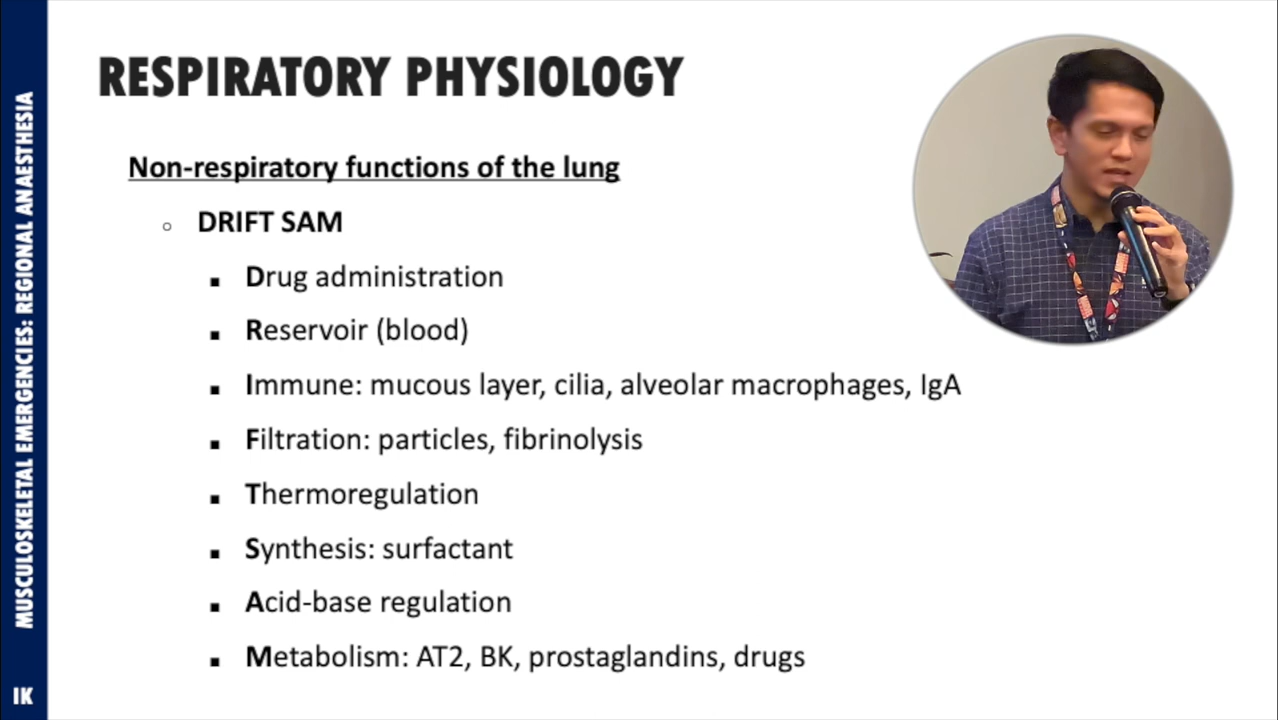 RESPIRATORY PHYSIOLOGY
Non-respiratory functions of the lung
DRIFT SAM
Drug administration
Reservoir (blood)
Immune: mucous layer, cilia, alveolar macrophages, IgA
Filtration: particles, fibrinolysis
Thermoregulation
Synthesis: surfactant
Acid-base regulation
Metabolism: AT2, BK, prostaglandins, drugs
MUSCULOSKELETAL EMERGENCIES: REGIONAL ANAESTHESIA
IK